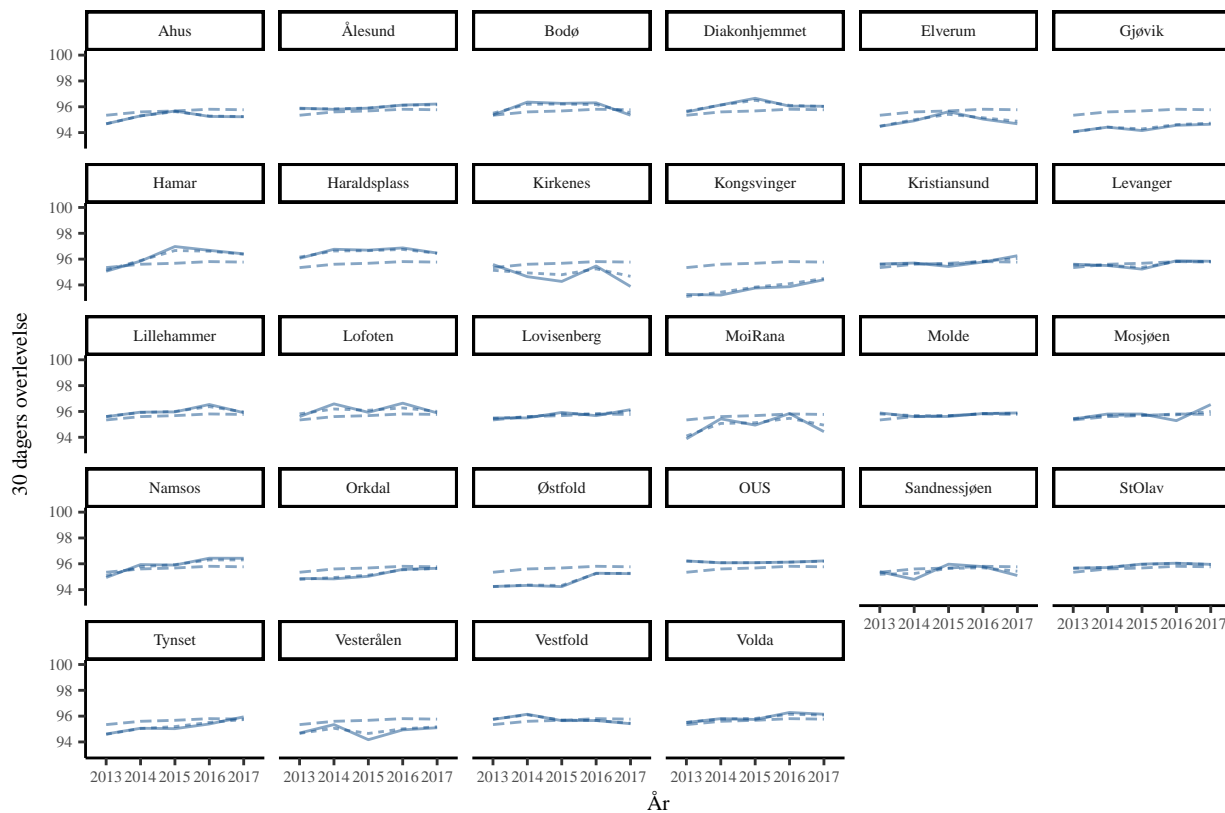 Ahus Ålesund Bodø Diakonhjemmet Elverum Gjøvik
100
98
96
94
Hamar Haraldsplass Kirkenes Kongsvinger Kristiansund Levanger
100
98
96
94
Lillehammer Lofoten Lovisenberg MoiRana Molde Mosjøen
100
98
96
94
Namsos Orkdal Østfold OUS Sandnessjøen StOlav
100
98
96
94
2013 2014 2015 2016 2017 2013 2014 2015 2016 2017
Tynset Vesterålen Vestfold Volda
100
98
96
94
2013 2014 2015 2016 2017 2013 2014 2015 2016 2017 2013 2014 2015 2016 2017 2013 2014 2015 2016 2017
År
30 dagers overlevelse